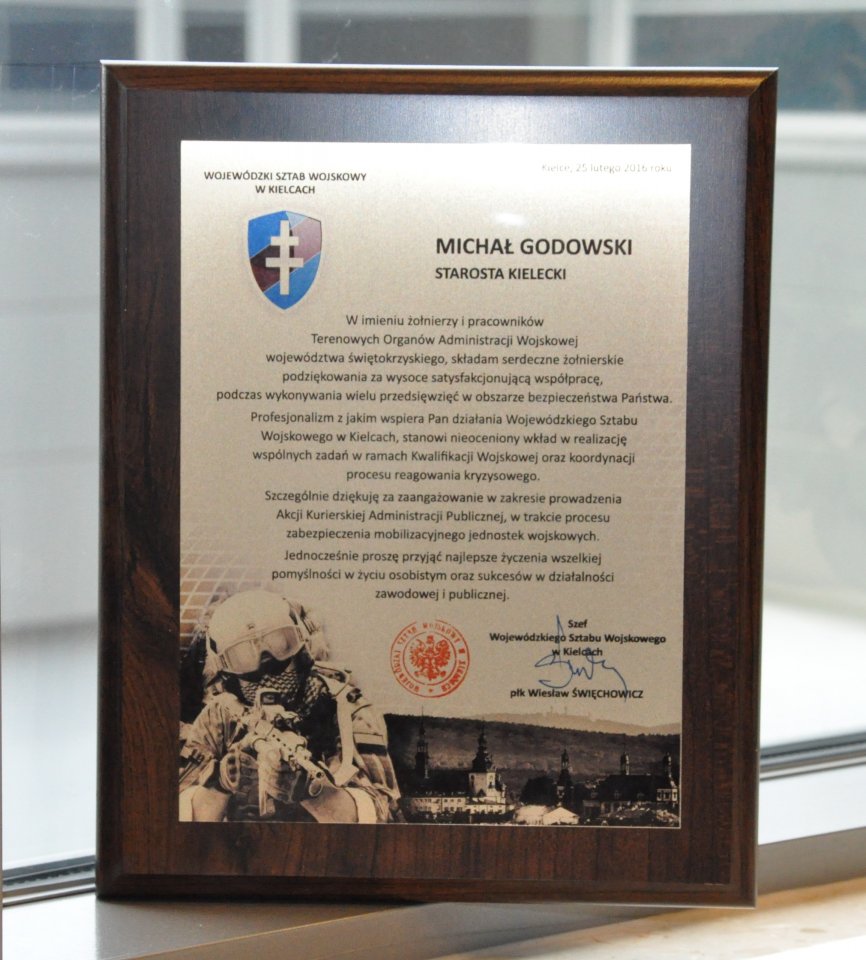 WOJEWÓDZKI SZTAB WOJSKOWY
W KIELCACH
Kielce, 25 lutego 2016 roku
MICHAŁ GODOWSKI
STAROSTA KIELECKI
W imieniu żołnierzy i pracowników
Terenowych Organów Administracji Wojskowej
województwa świętokrzyskiego, składam serdeczne żołnierskie
podziękowania za wysoce satysfakcjonującą współpracę,
podczas wykonywania wielu przedsięwzięć w obszarze bezpieczeństwa Państwa.
Profesjonalizm z jakim wspiera Pan działania Wojewódzkiego Sztabu
Wojskowego w Kielcach, stanowi nieoceniony wkład w realizację
wspólnych zadań w ramach Kwalifikacji Wojskowej oraz koordynacji
procesu reagowania kryzysowego.
Szczególnie dziękuję za zaangażowanie w zakresie prowadzenia
Akcji Kurierskiej Administracji Publicznej, w trakcie procesu
zabezpieczenia mobilizacyjnego jednostek wojskowych.
Jednocześnie proszę przyjąć najlepsze życzenia wszelkiej
pomyślności w życiu osobistym oraz sukcesów w działalności
zawodowej i publicznej.
Szef
Wojewódzkiego Sztabu Wojskowego
w Kielcach
płk Wiesław ŚWIĘCHOWICZ
WOJEWÓDZKI SZTAB WOJSKOWY W KIELCACH